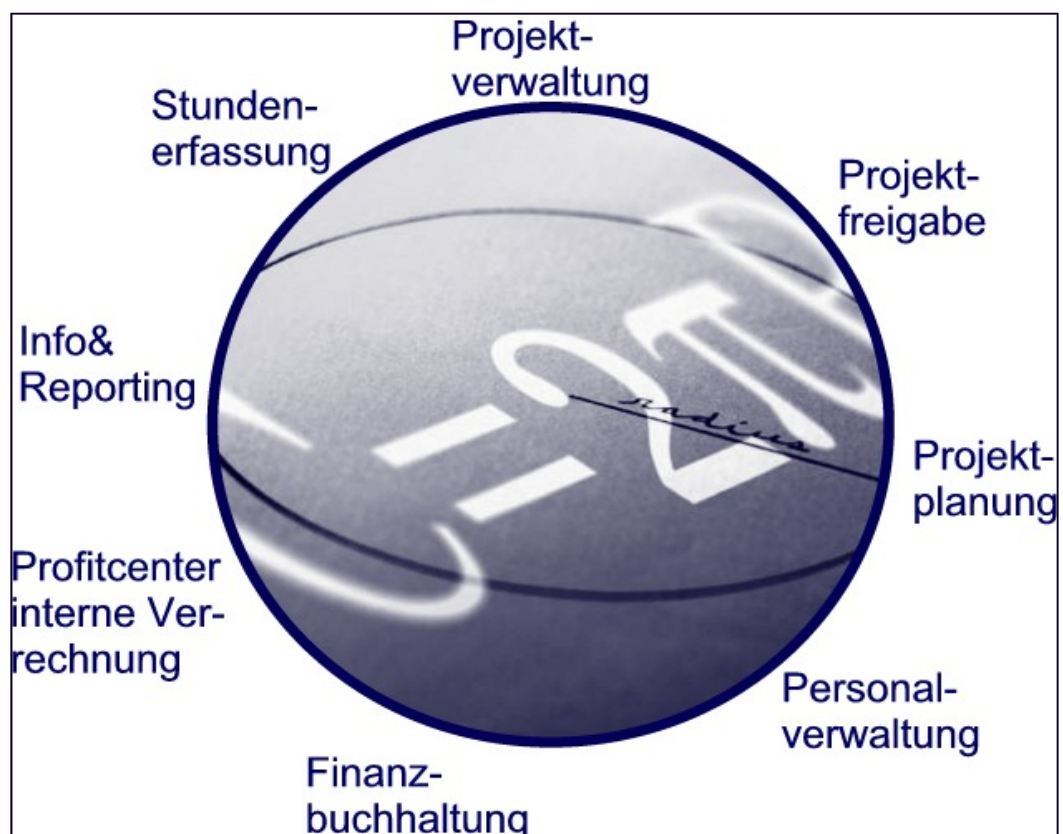 Projekt-
verwaltung
Stunden-
erfassung
Projekt-
freigabe
Info&
Reporting
Projekt-
planung
Profitcenter
interne Ver-
rechnung
Personal-
verwaltung
Finanz-
buchhaltung
=2π
radius